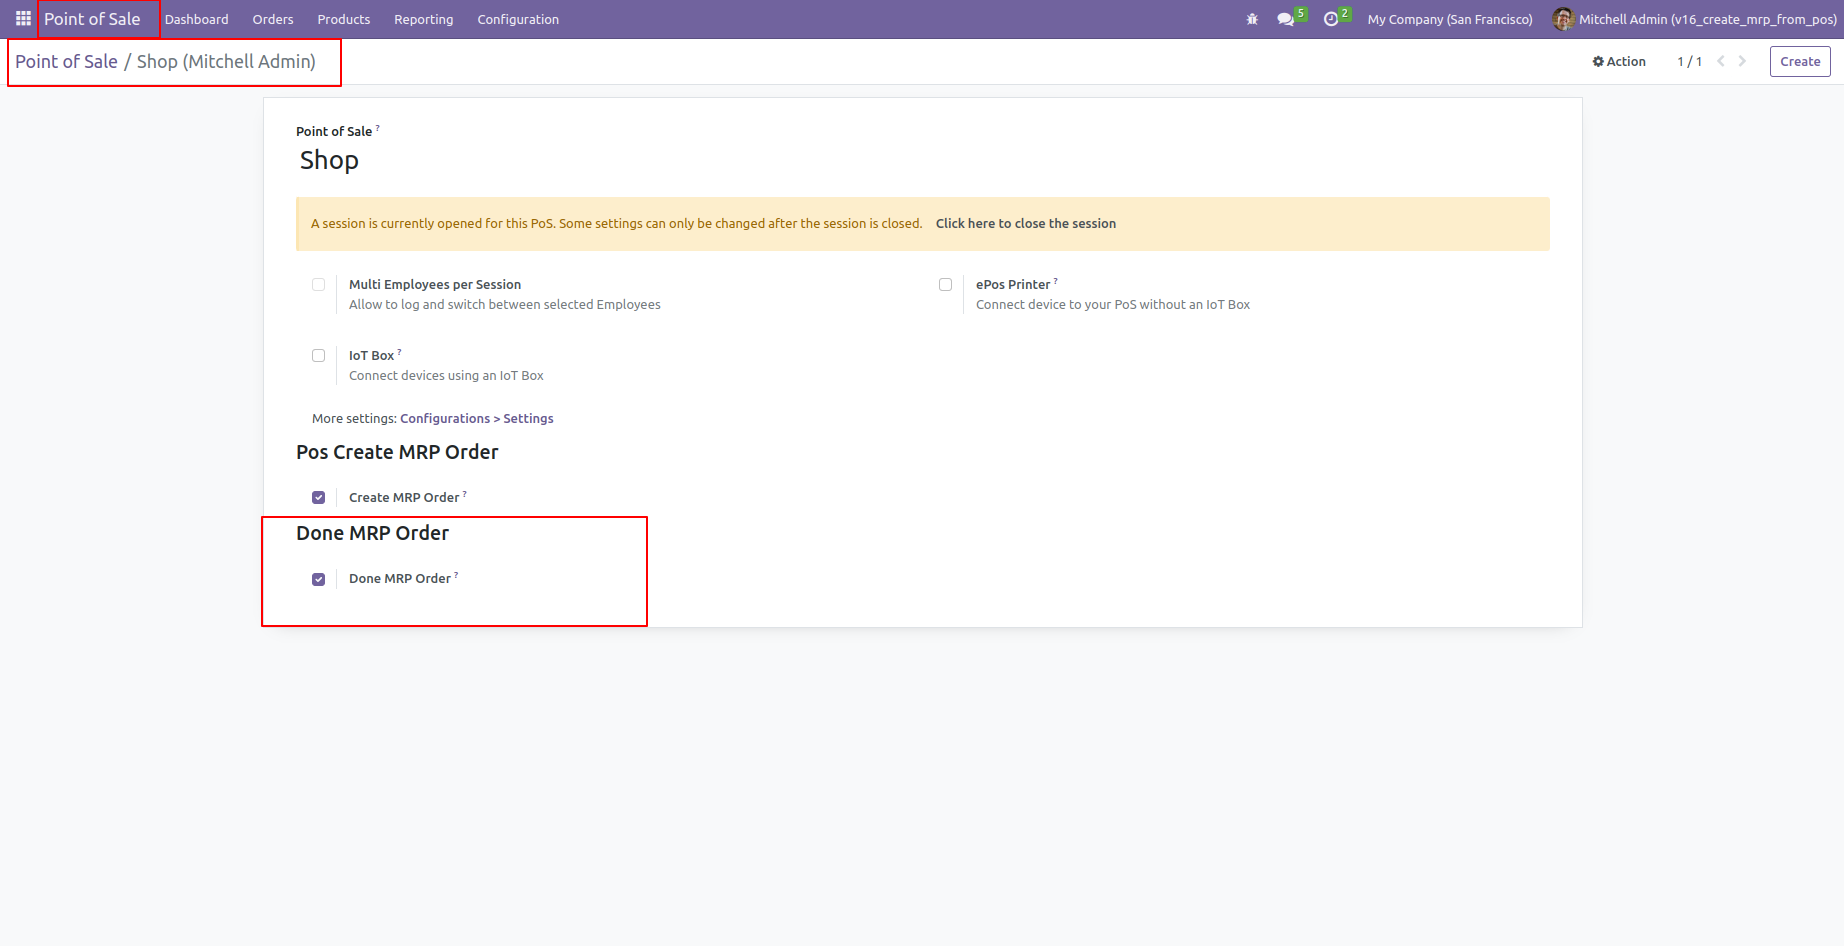 Point of Sale Dashboard Orders Products Reporting Configuration 5 2 My Company (San Francisco) Mitchell Admin (v16_create_mrp_from_pos)
Point of Sale / Shop (Mitchell Admin) Action 1 / 1 Create
Point of Sale ?
Shop
A session is currently opened for this PoS. Some settings can only be changed after the session is closed. Click here to close the session
Multi Employees per Session
Allow to log and switch between selected Employees
ePos Printer ?
Connect device to your PoS without an IoT Box
IoT Box ?
Connect devices using an IoT Box
More settings: Configurations > Settings
Pos Create MRP Order
Create MRP Order ?
Done MRP Order
Done MRP Order ?